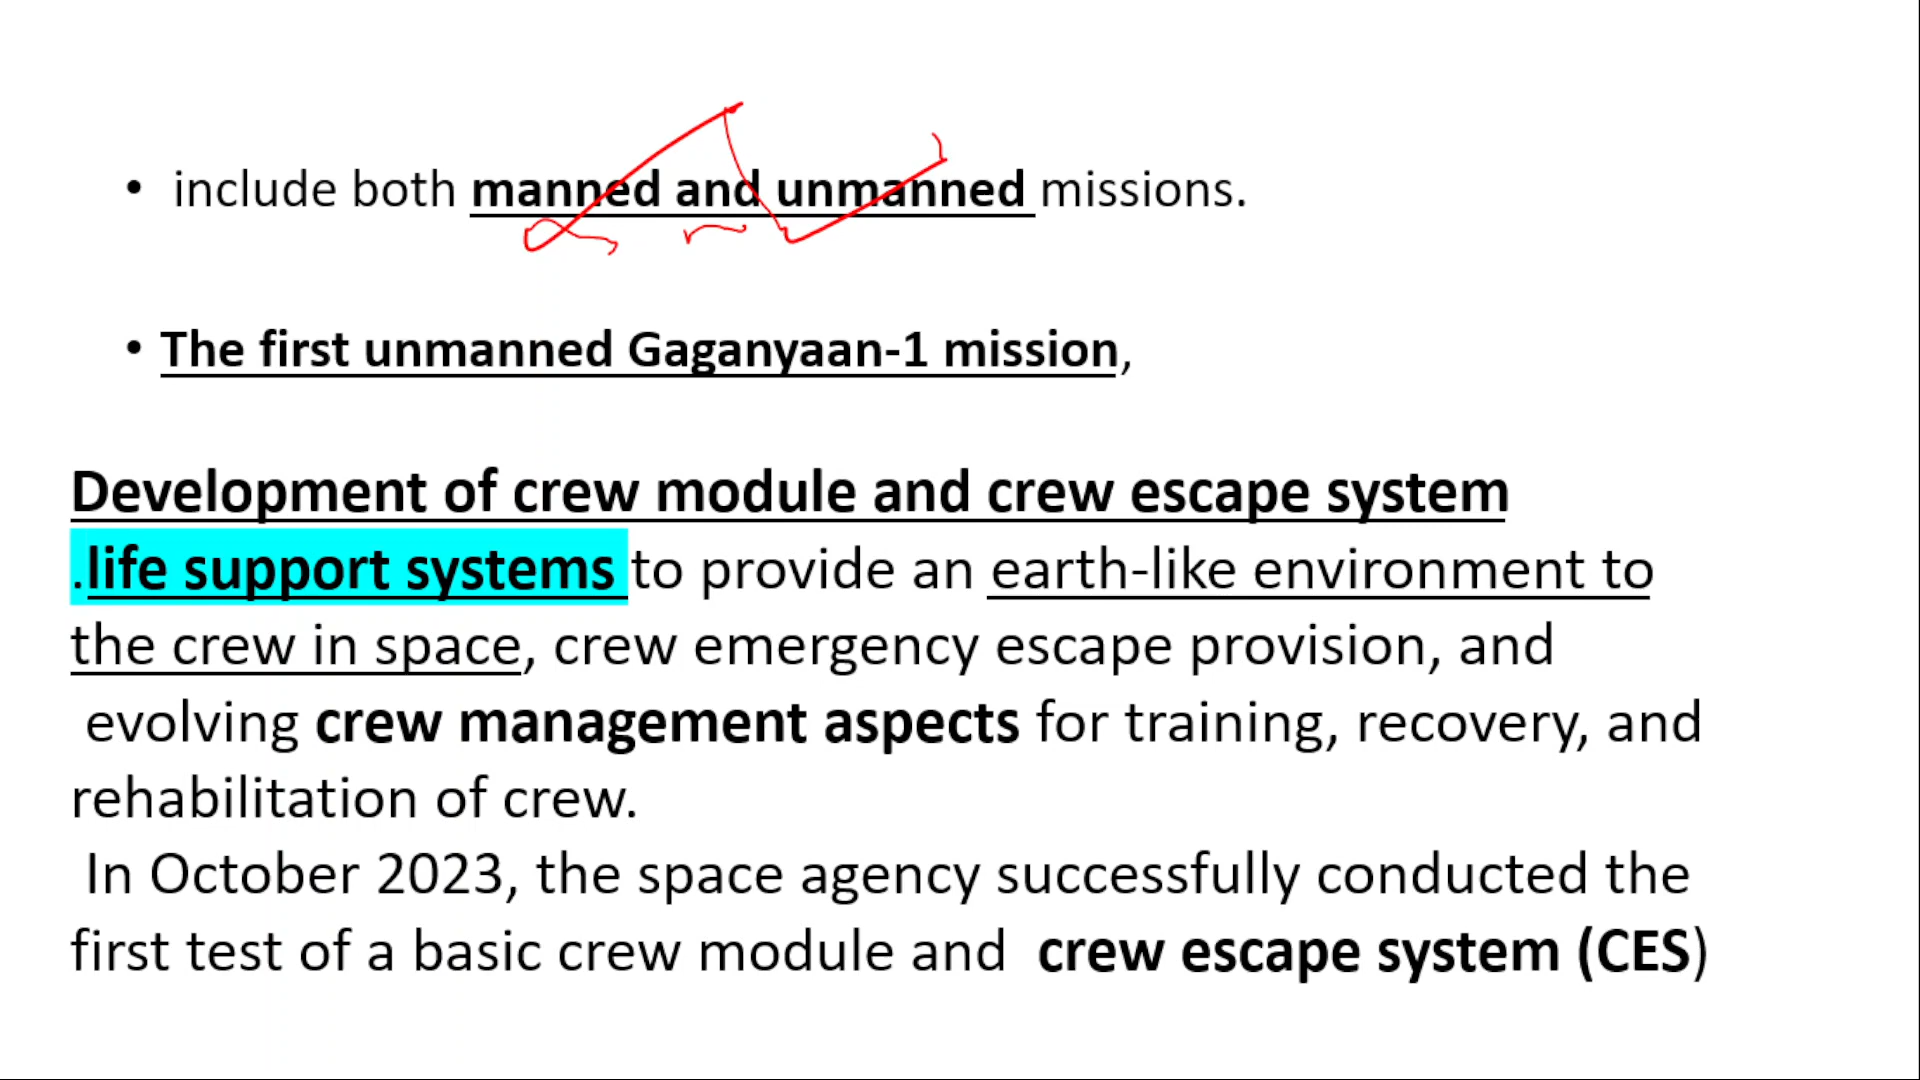 • include both manned and unmanned missions.
• The first unmanned Gaganyaan-1 mission,
Development of crew module and crew escape system
.life support systems to provide an earth-like environment to
the crew in space, crew emergency escape provision, and
evolving crew management aspects for training, recovery, and
rehabilitation of crew.
In October 2023, the space agency successfully conducted the
first test of a basic crew module and crew escape system (CES)